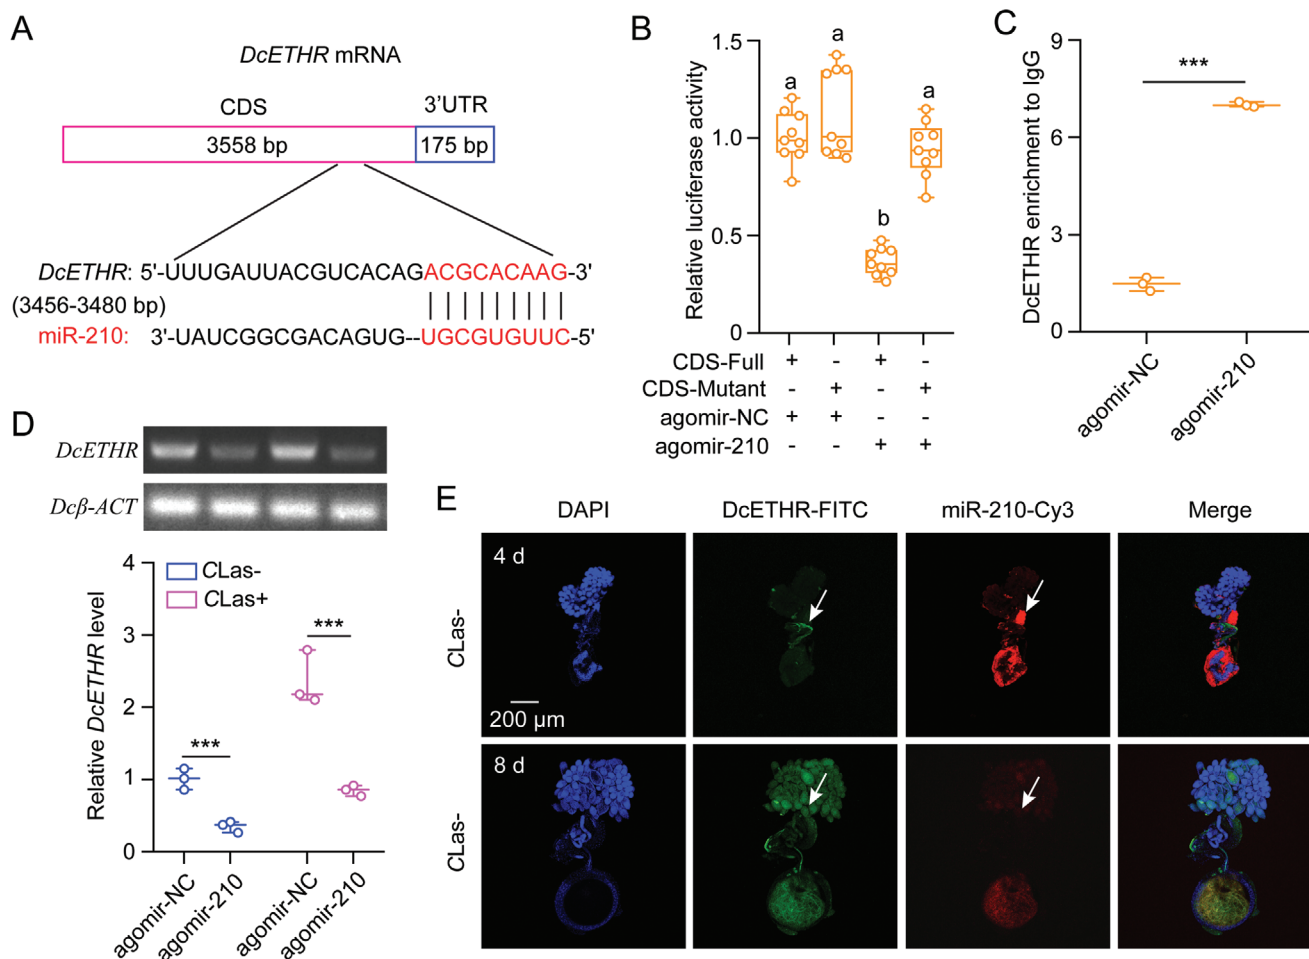 A
DcETHR mRNA
CDS
3'UTR
3558 bp
175 bp
DcETHR: 5'-UUUGAUUACGUCACAGACGCACAAG-3'
(3456-3480 bp)
miR-210: 3'-UAUCGGCGACAGUG--UGCGUGUUC-5'
B
Relative luciferase activity
1.5
1.0
0.5
0
a
a
b
a
CDS-Full + - + -
CDS-Mutant - + - +
agomir-NC + + - -
agomir-210 - - + +
C
DcETHR enrichment to IgG
9
6
3
0
***
agomir-NC
agomir-210
D
DcETHR
Dcβ-ACT
Relative DcETHR level
4
3
2
1
0
CLas-
CLas+
***
***
agomir-NC
agomir-210
agomir-NC
agomir-210
E
DAPI
DcETHR-FITC
miR-210-Cy3
Merge
CLas-
4 d
200 µm
CLas-
8 d